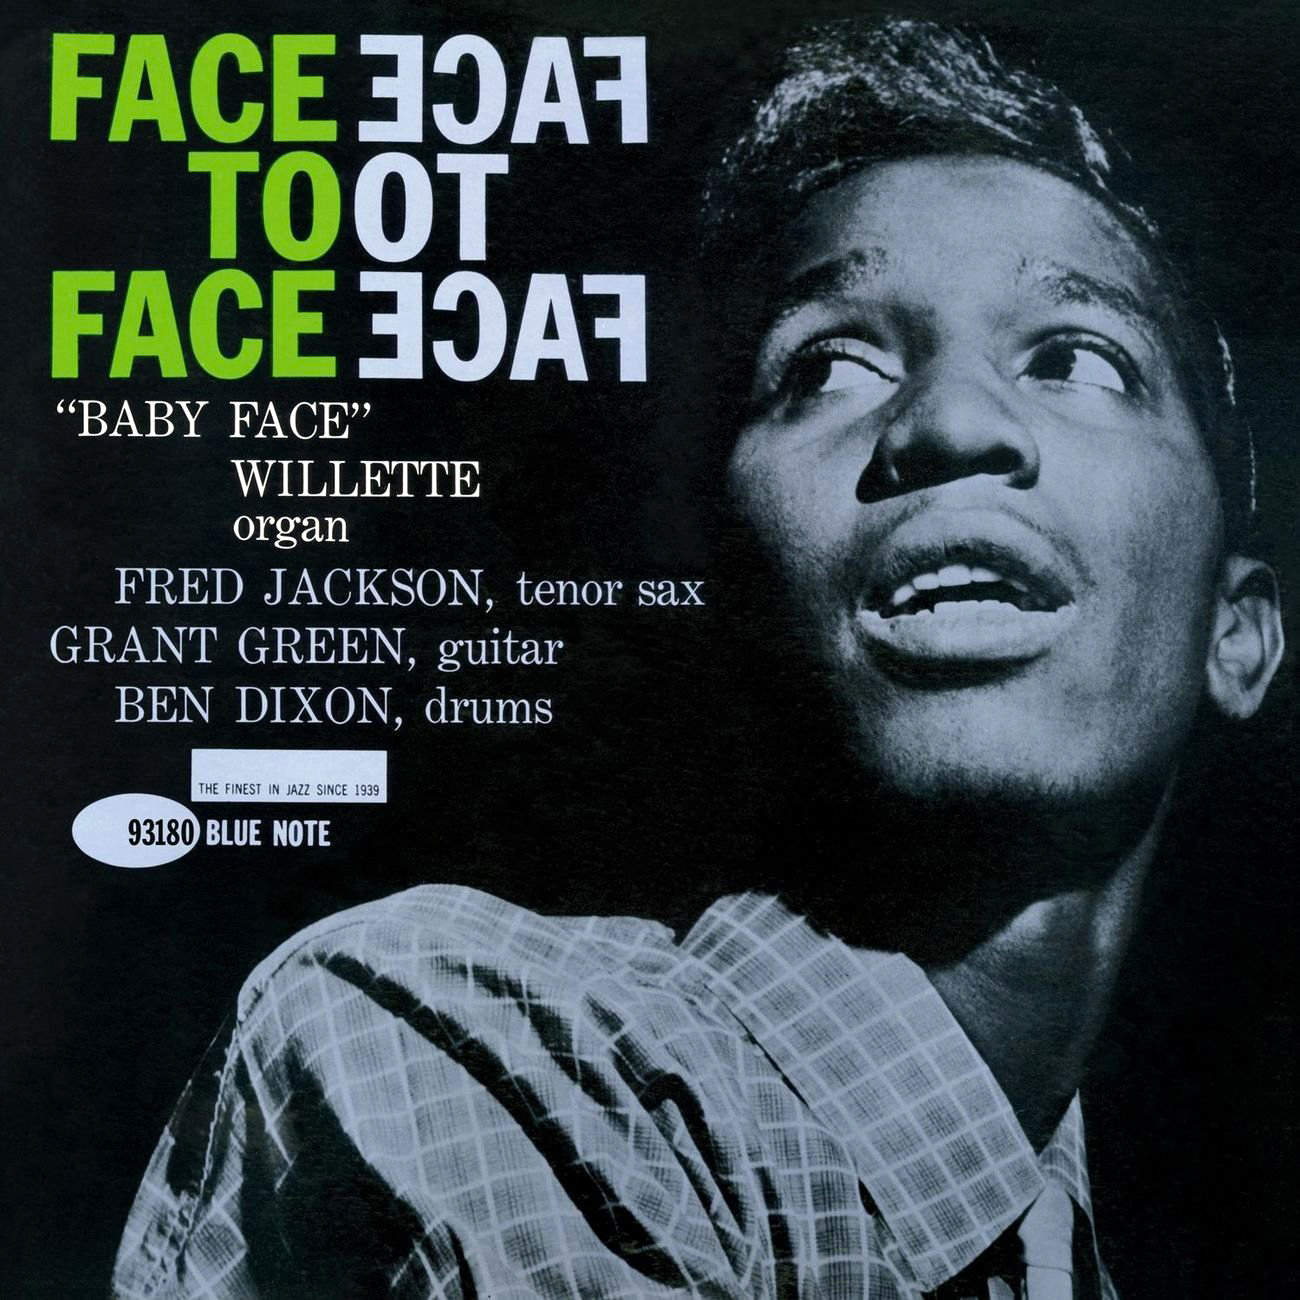 FACE FACE
TO TO
FACE FACE
“BABY FACE”
WILLETTE
organ
FRED JACKSON, tenor sax
GRANT GREEN, guitar
BEN DIXON, drums
THE FINEST IN JAZZ SINCE 1939
93180 BLUE NOTE